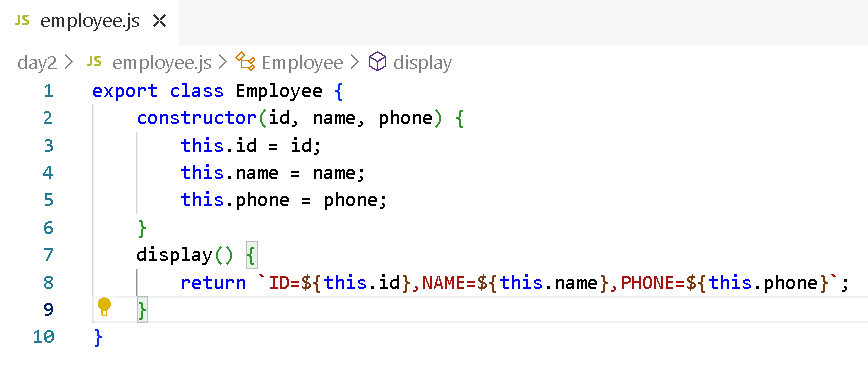 JS employee.js ×
day2 > JS employee.js > Employee > display
1 export class Employee {
2     constructor(id, name, phone) {
3         this.id = id;
4         this.name = name;
5         this.phone = phone;
6     }
7     display() {
8         return `ID=${this.id},NAME=${this.name},PHONE=${this.phone}`;
9     }
10 }